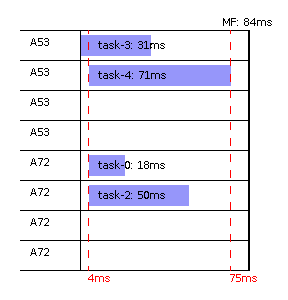 MF: 84ms
A53 task-3: 31ms
A53 task-4: 71ms
A53
A53
A72 task-0: 18ms
A72 task-2: 50ms
A72
A72
4ms 75ms